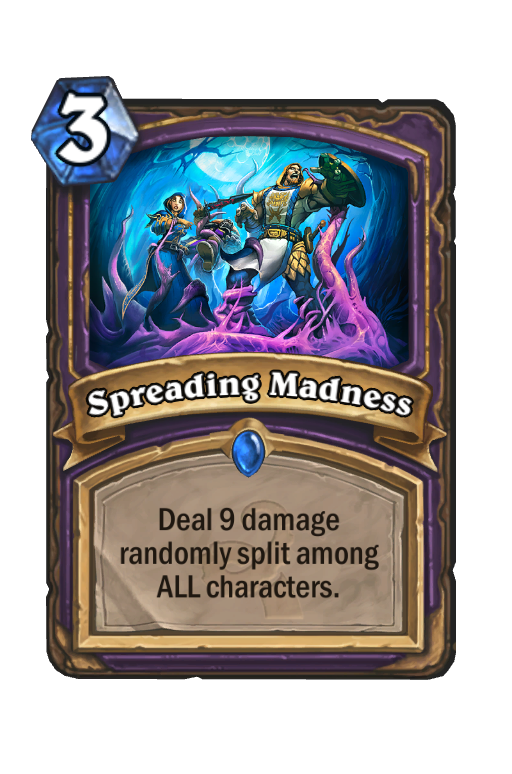 3
Spreading Madness
Deal 9 damage
randomly split among
ALL characters.